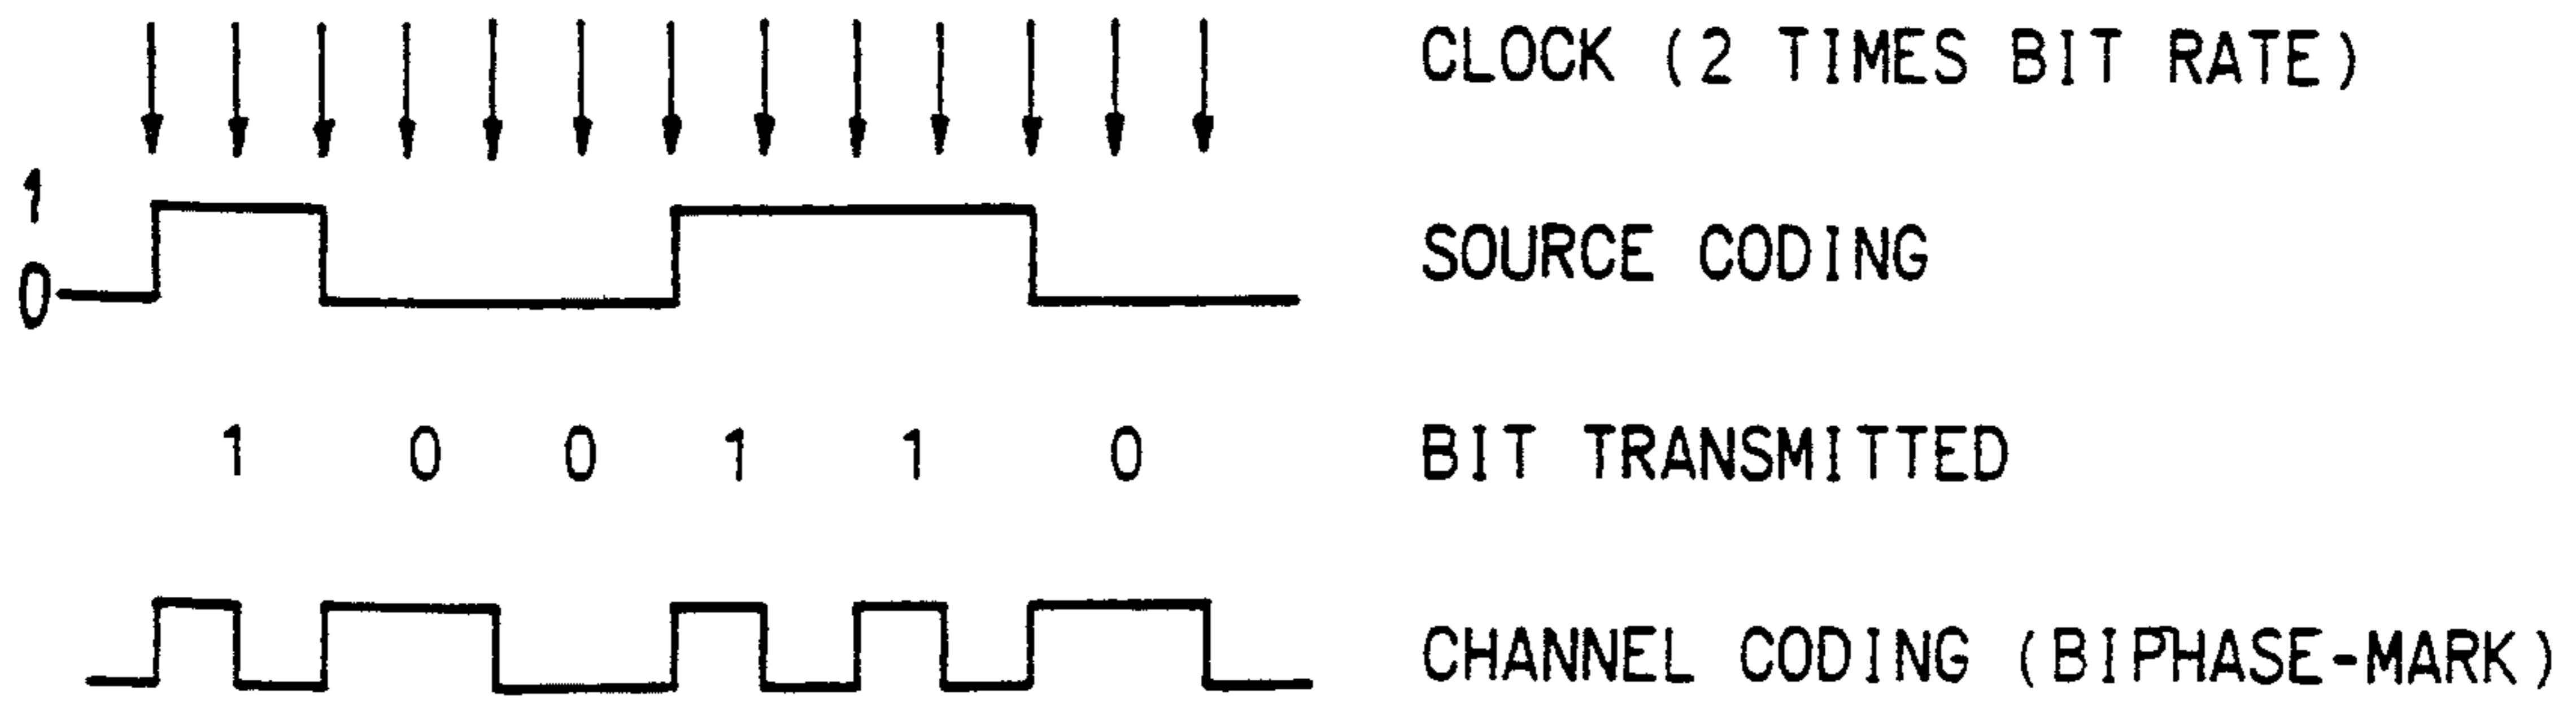 CLOCK (2 TIMES BIT RATE)
1
0
SOURCE CODING
1 0 0 1 1 0 BIT TRANSMITTED
CHANNEL CODING (BIPHASE-MARK)